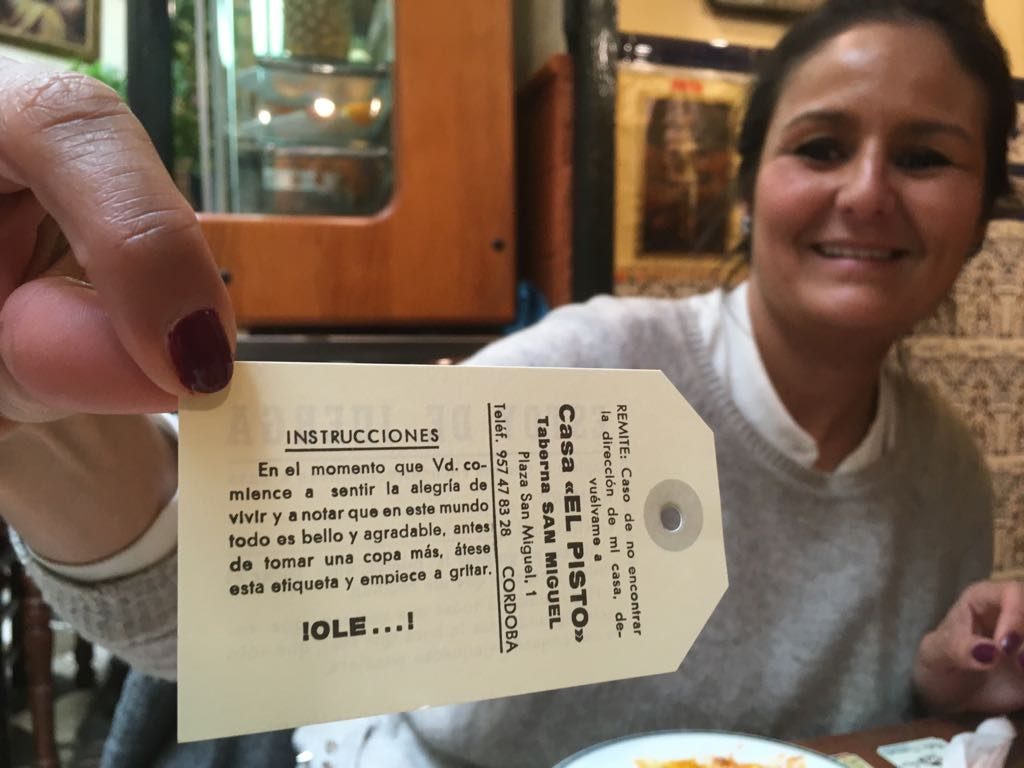 INSTRUCCIONES
En el momento que Vd. co-
mience a sentir la alegría de
vivir y a notar que en este mundo
todo es bello y agradable, antes
de tomar una copa más, átese
esta etiqueta y empiece a gritar.
!OLE...!
REMITE: Caso de no encontrar
la dirección de mi casa, de-
vuélvame a
Casa «EL PISTO»
Taberna SAN MIGUEL
Plaza San Miguel, 1
Teléf. 957 47 83 28 CORDOBA